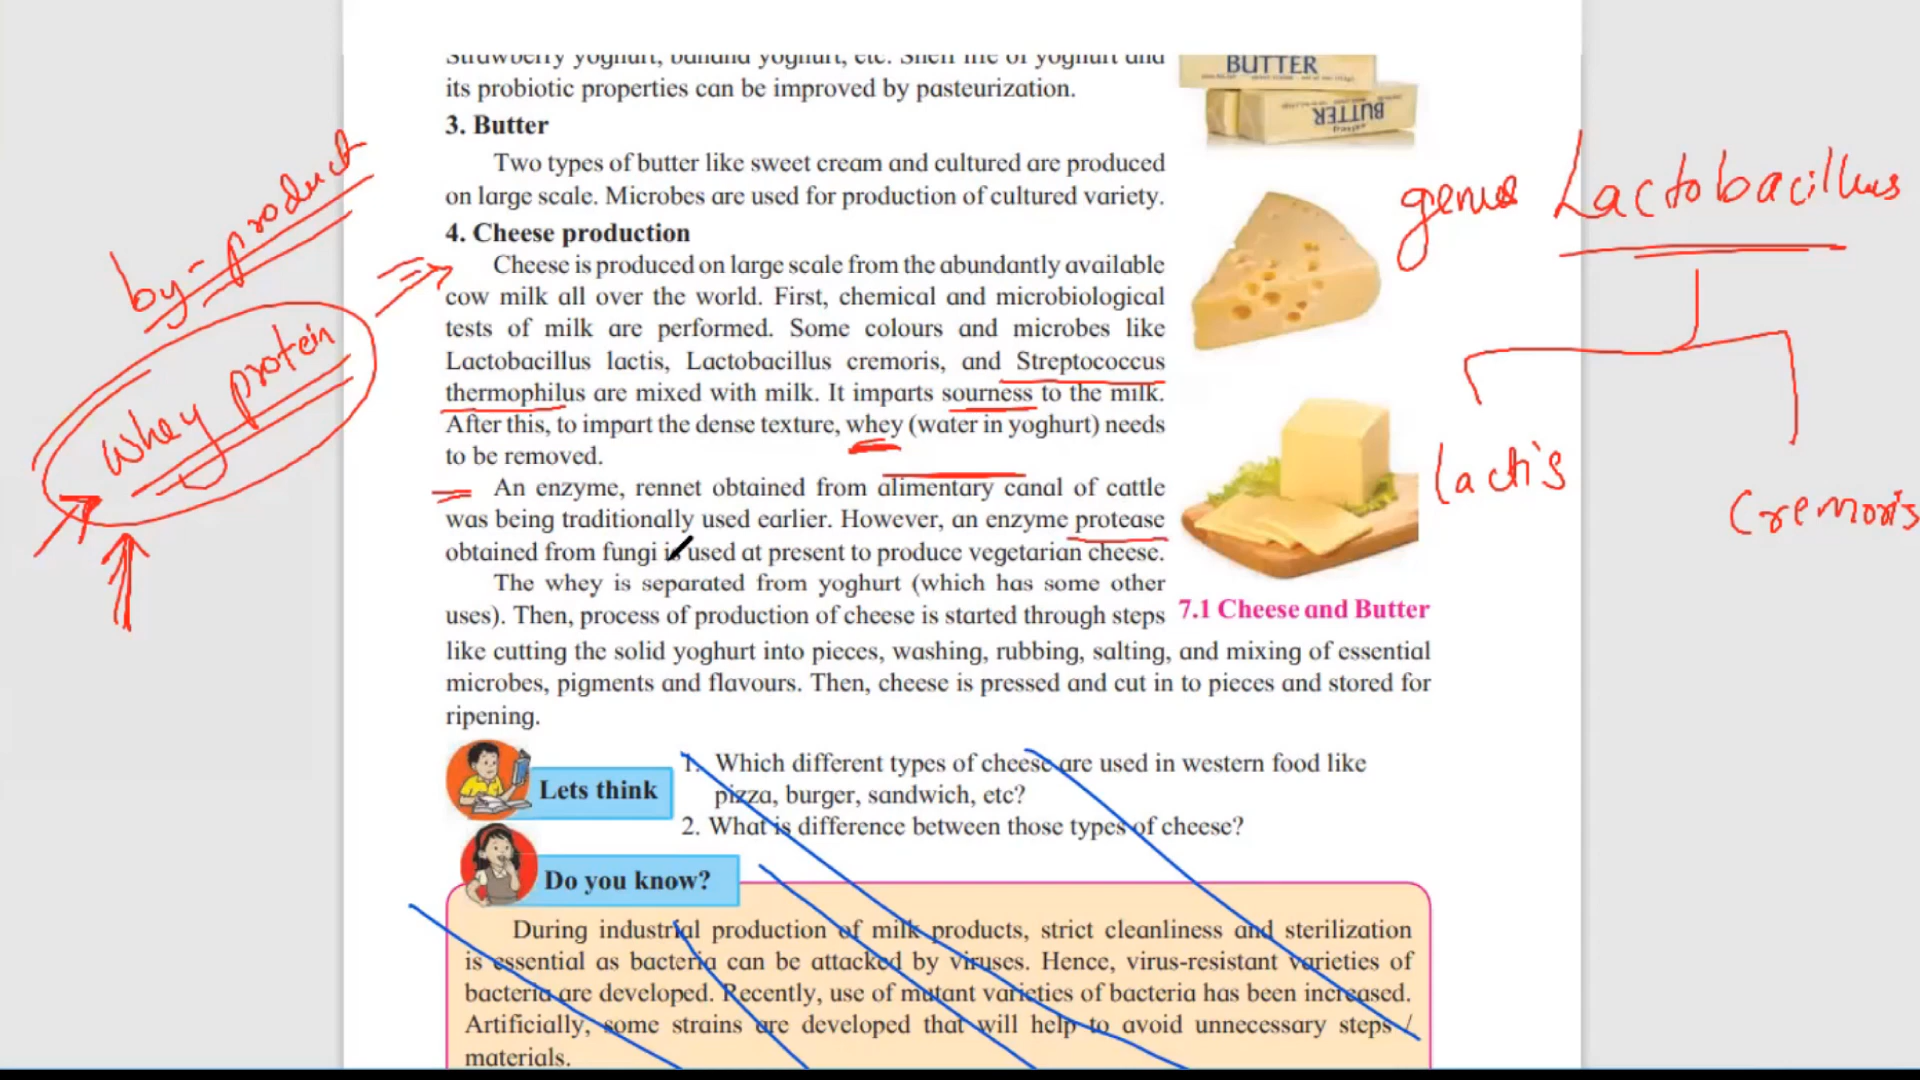 Strawberry yoghurt, banana yoghurt, etc. Shelf life of yoghurt and
its probiotic properties can be improved by pasteurization.
3. Butter
Two types of butter like sweet cream and cultured are produced
on large scale. Microbes are used for production of cultured variety.
4. Cheese production
Cheese is produced on large scale from the abundantly available
cow milk all over the world. First, chemical and microbiological
tests of milk are performed. Some colours and microbes like
Lactobacillus lactis, Lactobacillus cremoris, and Streptococcus
thermophilus are mixed with milk. It imparts sourness to the milk.
After this, to impart the dense texture, whey (water in yoghurt) needs
to be removed.
An enzyme, rennet obtained from alimentary canal of cattle
was being traditionally used earlier. However, an enzyme protease
obtained from fungi is used at present to produce vegetarian cheese.
The whey is separated from yoghurt (which has some other
uses). Then, process of production of cheese is started through steps
like cutting the solid yoghurt into pieces, washing, rubbing, salting, and mixing of essential
microbes, pigments and flavours. Then, cheese is pressed and cut in to pieces and stored for
ripening.
BUTTER
BUTTER
7.1 Cheese and Butter
by-product
whey protein
genus Lactobacillus
lactis
Cremoris
Lets think
1. Which different types of cheese are used in western food like
pizza, burger, sandwich, etc?
2. What is difference between those types of cheese?
Do you know?
During industrial production of milk products, strict cleanliness and sterilization
is essential as bacteria can be attacked by viruses. Hence, virus-resistant varieties of
bacteria are developed. Recently, use of mutant varieties of bacteria has been increased.
Artificially, some strains are developed that will help to avoid unnecessary steps /
materials.